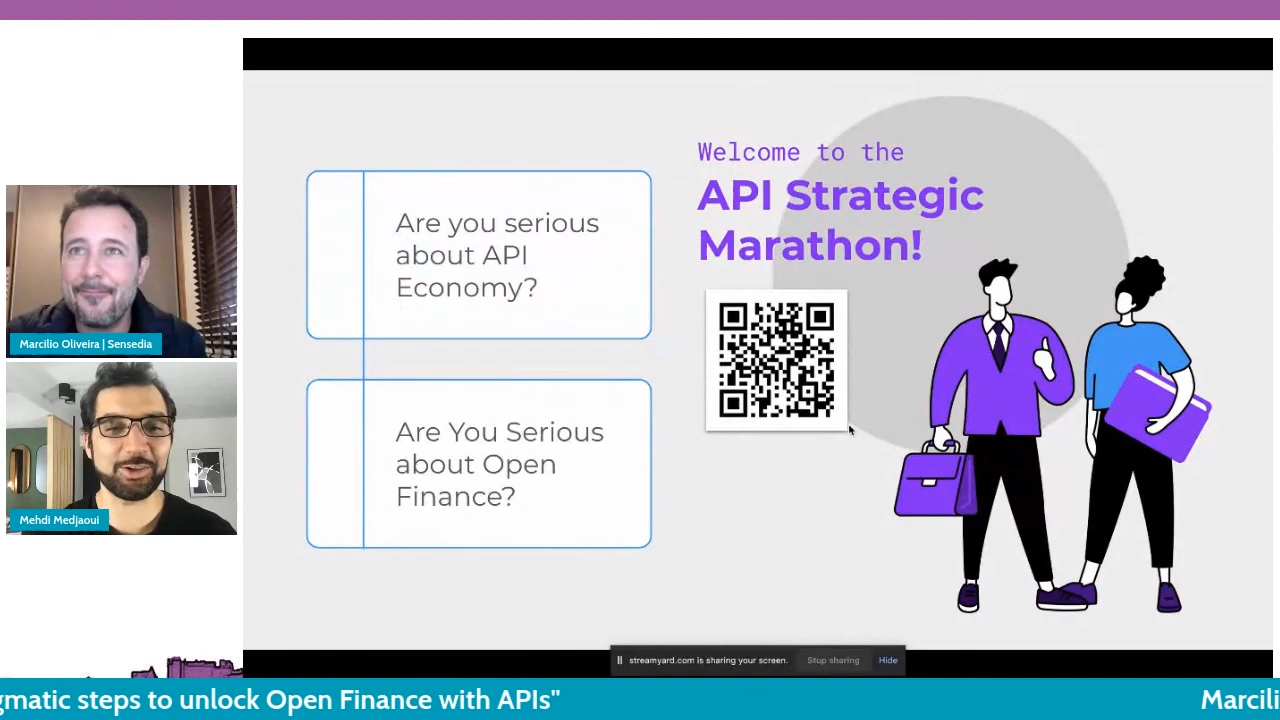 Welcome to the
API Strategic
Marathon!
Are you serious
about API
Economy?
Are You Serious
about Open
Finance?
Marcilio Oliveira | Sensedia
Mehdi Medjaoui
streamyard.com is sharing your screen. Stop sharing Hide
gmatic steps to unlock Open Finance with APIs" Marcili